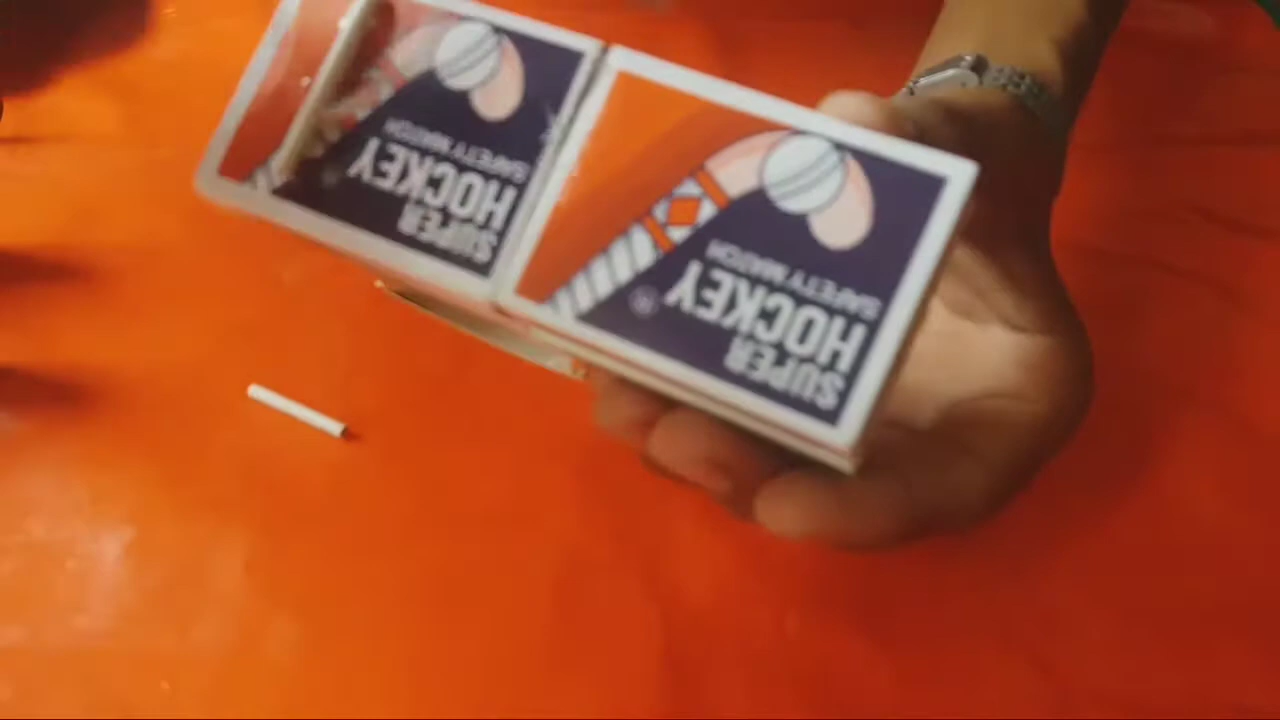 SUPER
HOCKEY
SAFETY MATCH
SUPER
HOCKEY
SAFETY MATCH
®